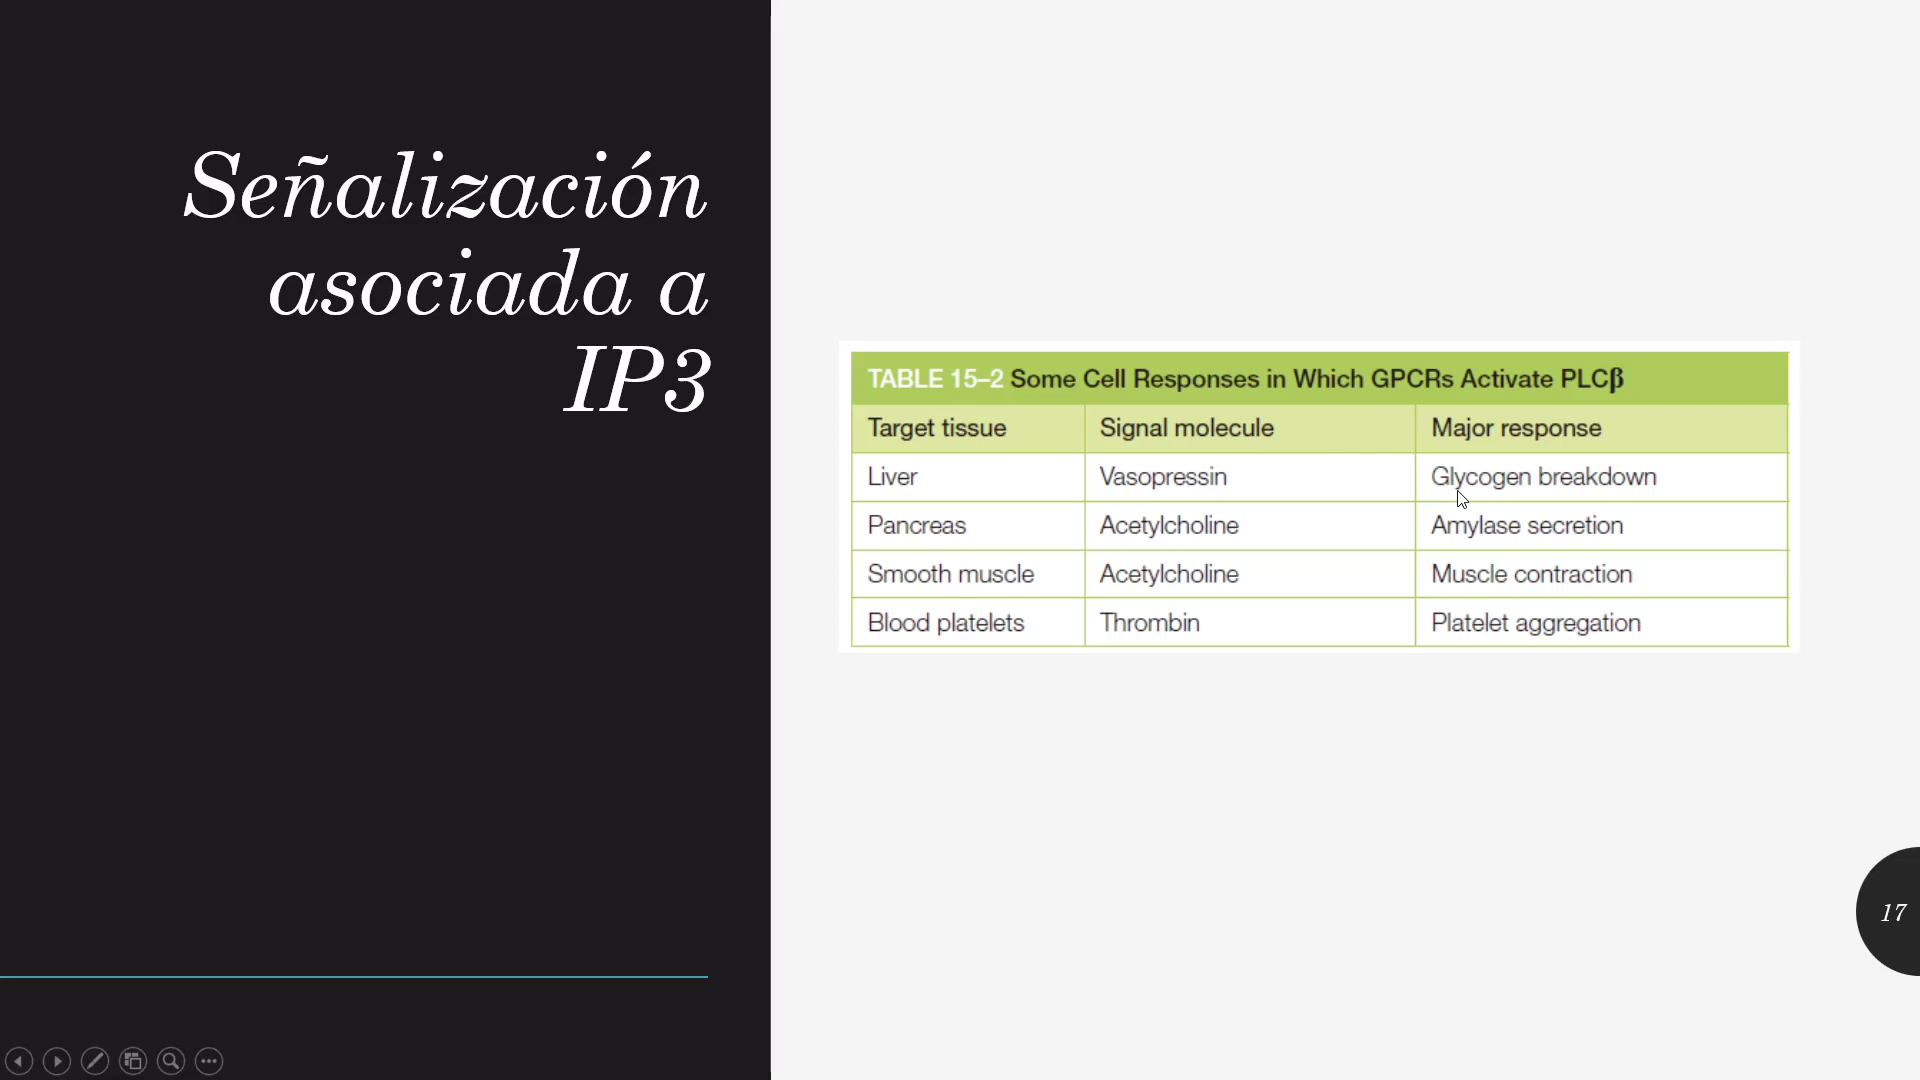 Señalización
asociada a
IP3
TABLE 15–2 Some Cell Responses in Which GPCRs Activate PLCβ
Target tissue Signal molecule Major response
Liver Vasopressin Glycogen breakdown
Pancreas Acetylcholine Amylase secretion
Smooth muscle Acetylcholine Muscle contraction
Blood platelets Thrombin Platelet aggregation
17